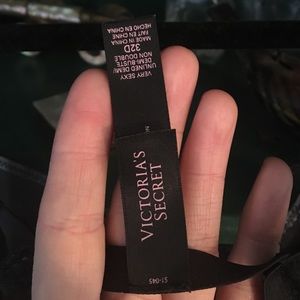 VERY SEXY
UNLINED DEMI
DEMI-BUSTE
NON DOUBLE
32D
MADE IN CHINA
FAIT EN CHINE
HECHO EN CHINA
VICTORIA'S
SECRET